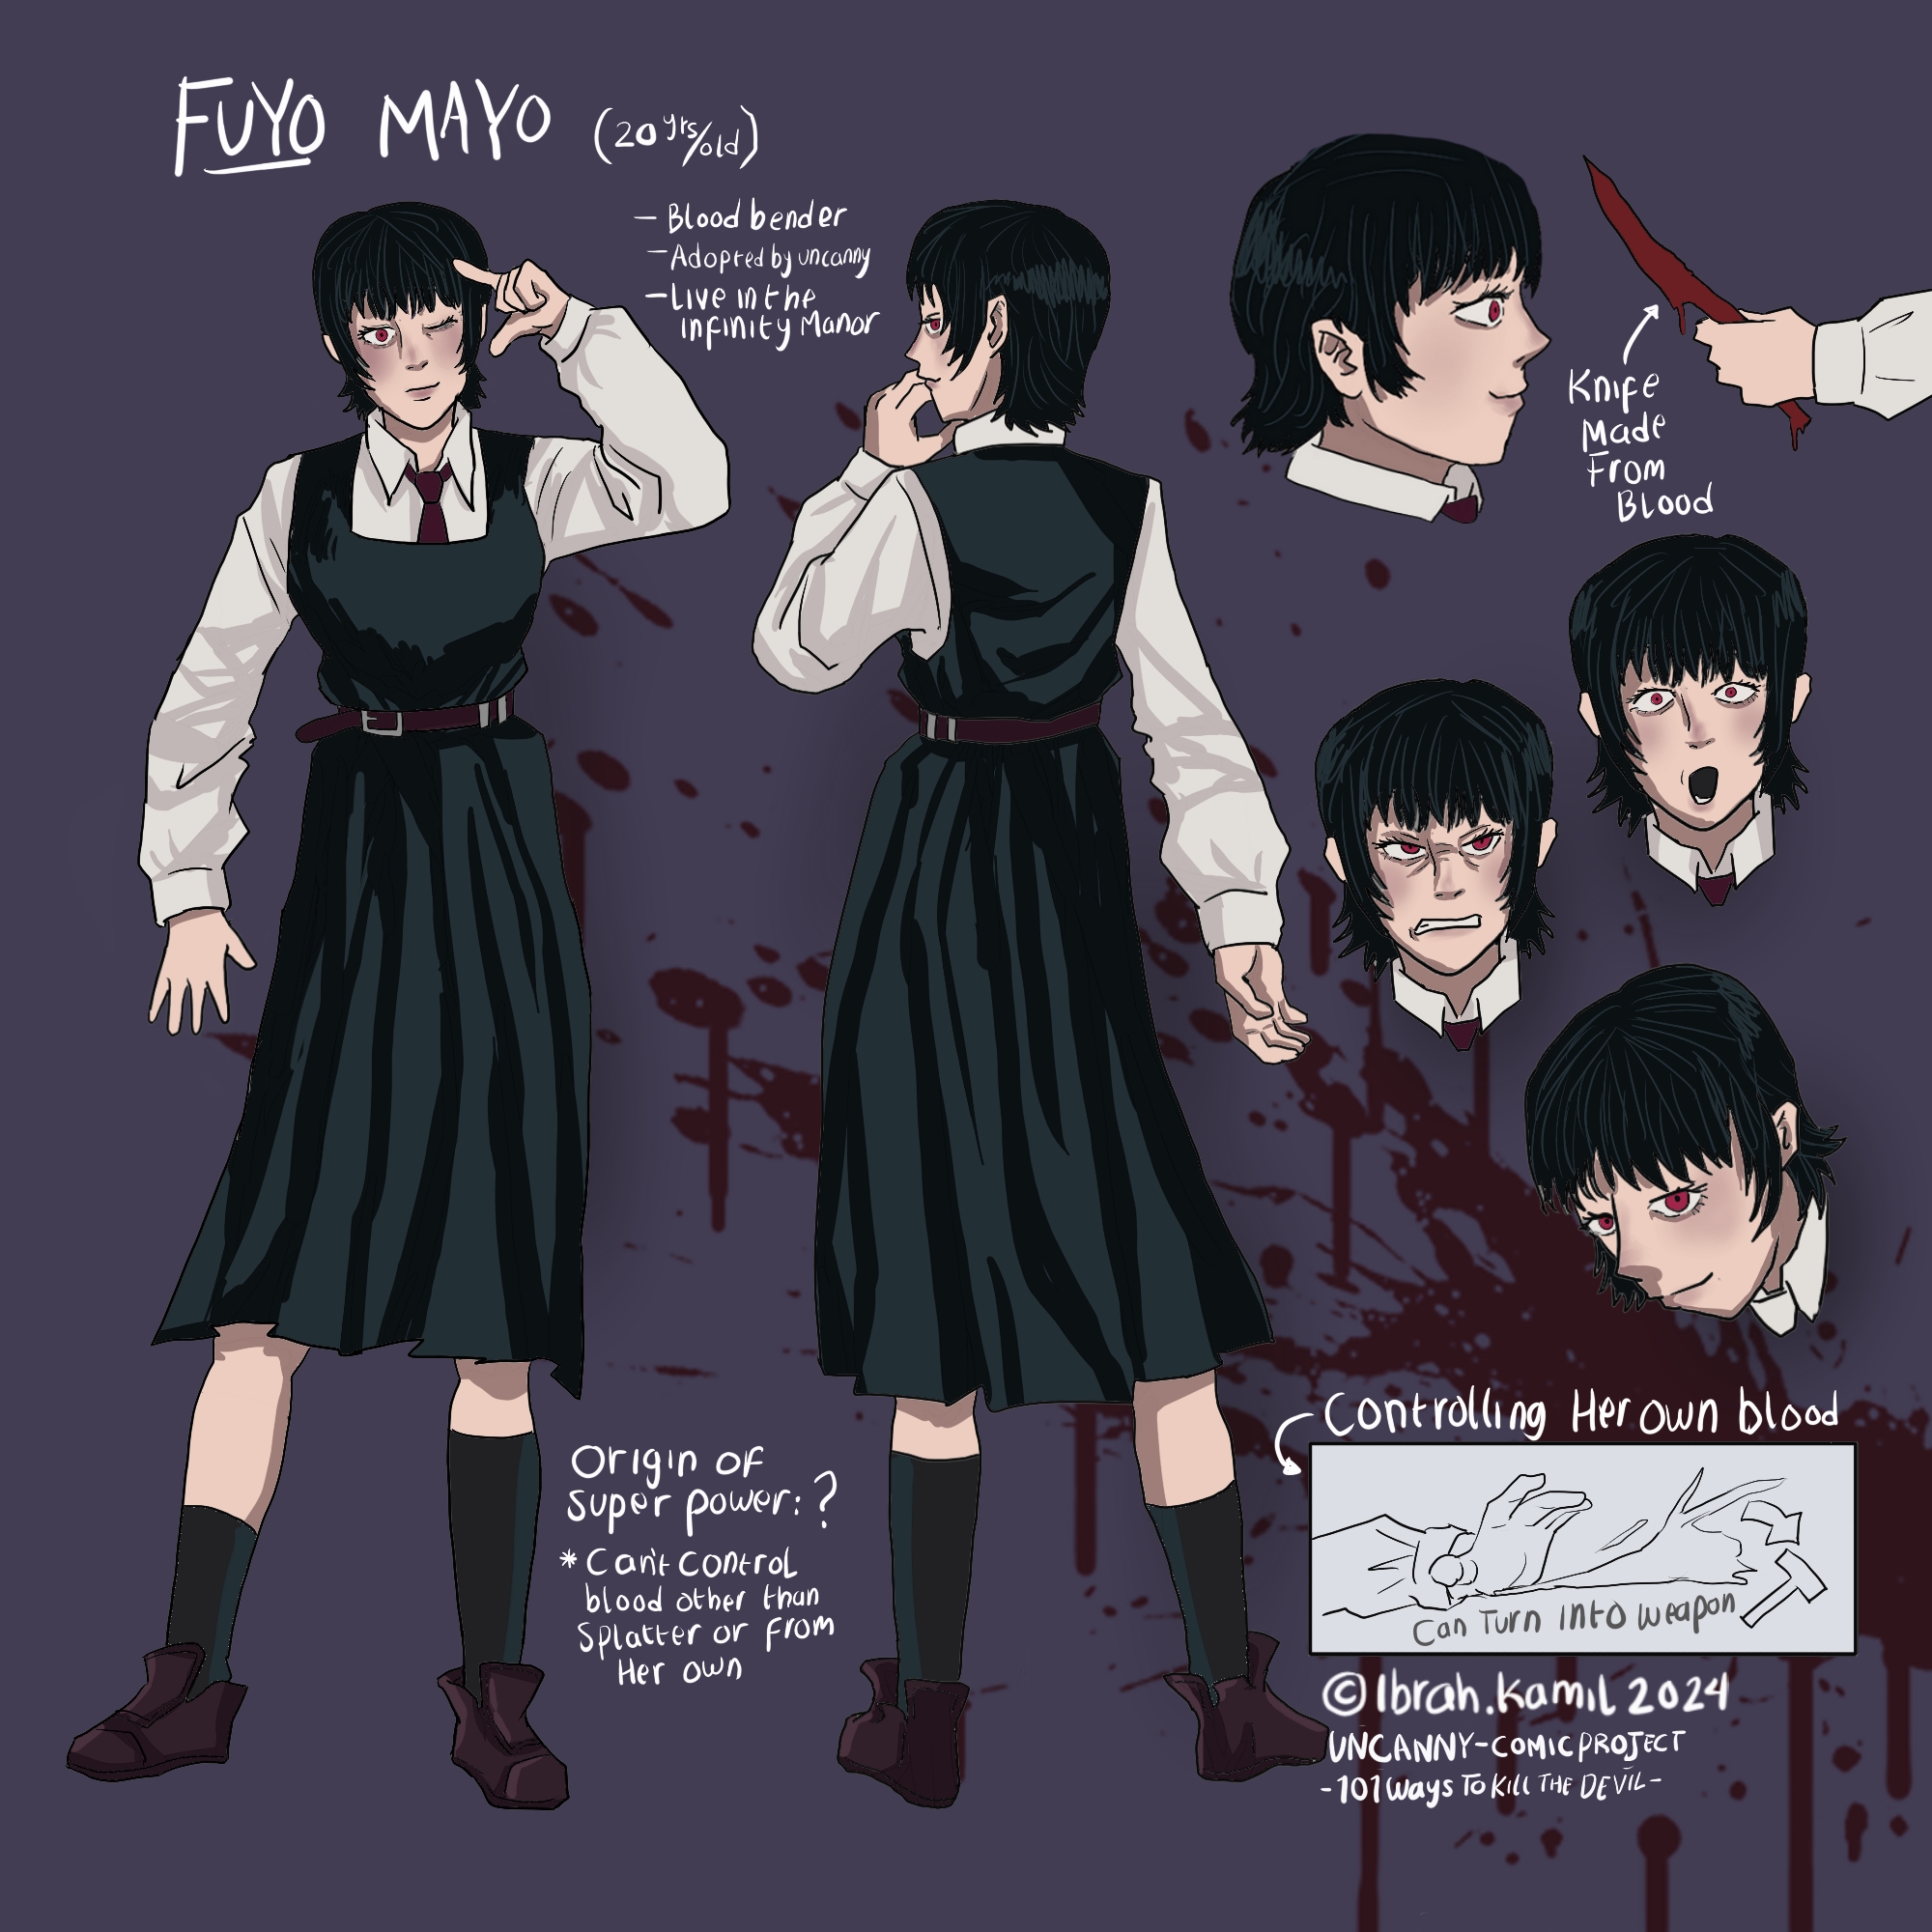 FUYO MAYO (20 yrs/old)
- Blood bender
- Adopted by uncanny
- Live in the
infinity Manor
Knife
Made
From
Blood
Origin of
super power: ?
* Can't control
blood other than
Splatter or from
Her own
Controlling Her own blood
Can Turn into weapon
© Ibrah.kamil 2024
UNCANNY-COMIC PROJECT
- 101 Ways To Kill THE DEVIL -